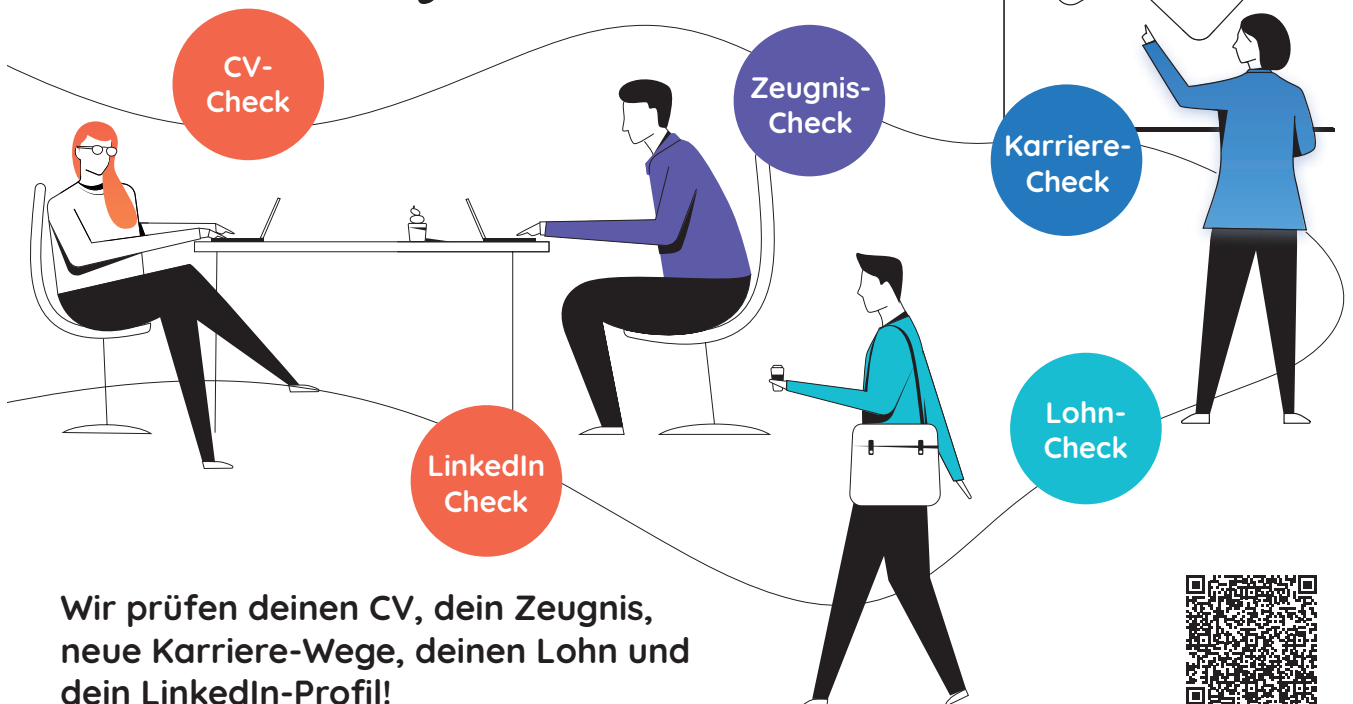 CV-
Check
Zeugnis-
Check
Karriere-
Check
Lohn-
Check
LinkedIn
Check
Wir prüfen deinen CV, dein Zeugnis,
neue Karriere-Wege, deinen Lohn und
dein LinkedIn-Profil!